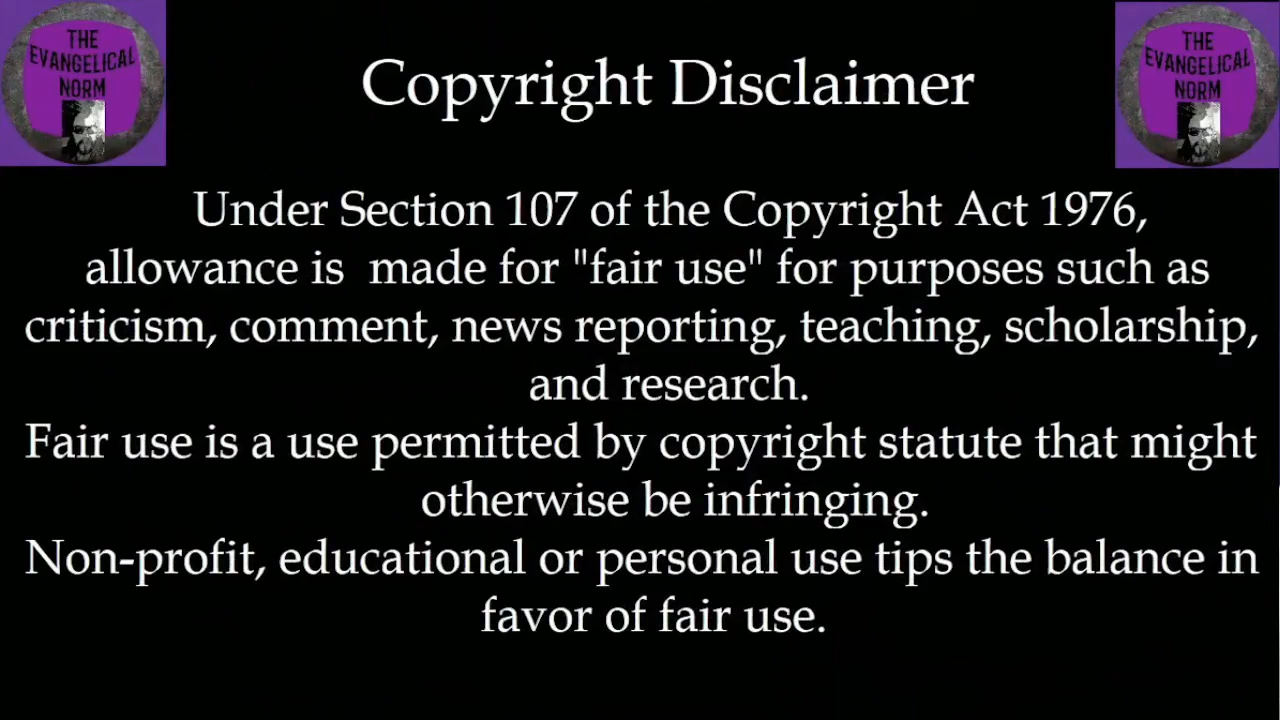 THE
EVANGELICAL
NORM
THE
EVANGELICAL
NORM
Copyright Disclaimer
Under Section 107 of the Copyright Act 1976,
allowance is  made for "fair use" for purposes such as
criticism, comment, news reporting, teaching, scholarship,
and research.
Fair use is a use permitted by copyright statute that might
otherwise be infringing.
Non-profit, educational or personal use tips the balance in
favor of fair use.